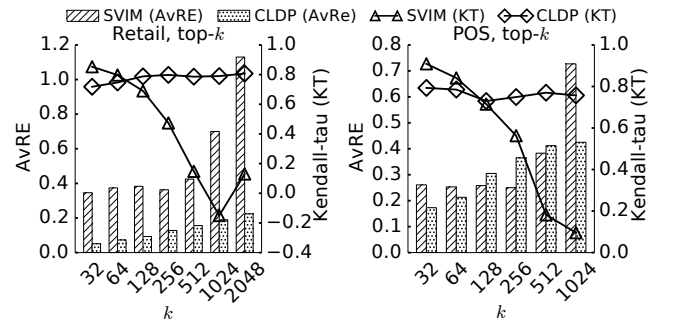 SVIM (AvRE) CLDP (AvRe) SVIM (KT) CLDP (KT)
Retail, top-k
1.2
1.0
0.8
0.6
0.4
0.2
0.0
AvRE
1.0
0.8
0.6
0.4
0.2
0.0
−0.2
−0.4
Kendall-tau (KT)
32 64 128 256 512 1024 2048
k
POS, top-k
0.8
0.7
0.6
0.5
0.4
0.3
0.2
0.1
0.0
AvRE
1.0
0.8
0.6
0.4
0.2
0.0
Kendall-tau (KT)
32 64 128 256 512 1024
k